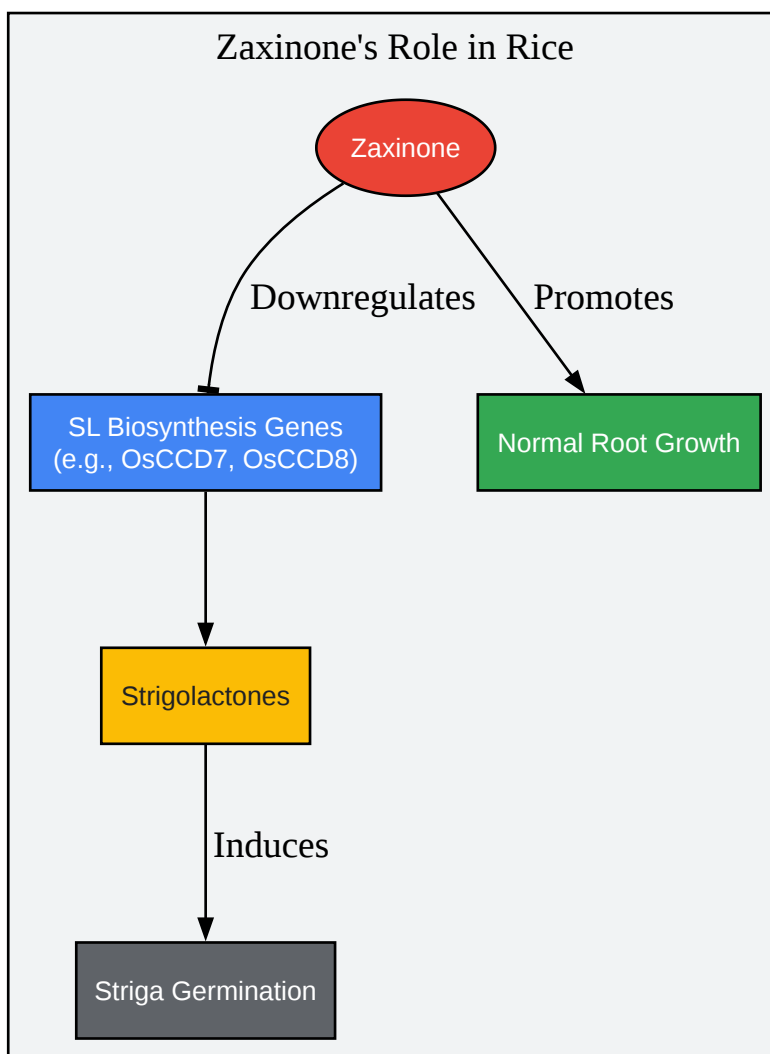 Zaxinone's Role in Rice
Zaxinone
Downregulates
Promotes
SL Biosynthesis Genes
(e.g., OsCCD7, OsCCD8)
Normal Root Growth
Strigolactones
Induces
Striga Germination